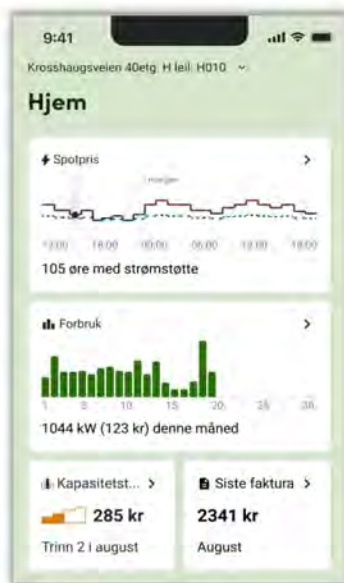 9:41
Krosshaugsveien 40etg. H leil. H010
Hjem
Spotpris
I morgen
12:00 18:00 00:00 06:00 12:00 18:00
105 øre med strømstøtte
Forbruk
1. 5. 10. 15. 20. 25. 30.
1044 kW (123 kr) denne måned
Kapasitetst... Siste faktura
285 kr 2341 kr
Trinn 2 i august August